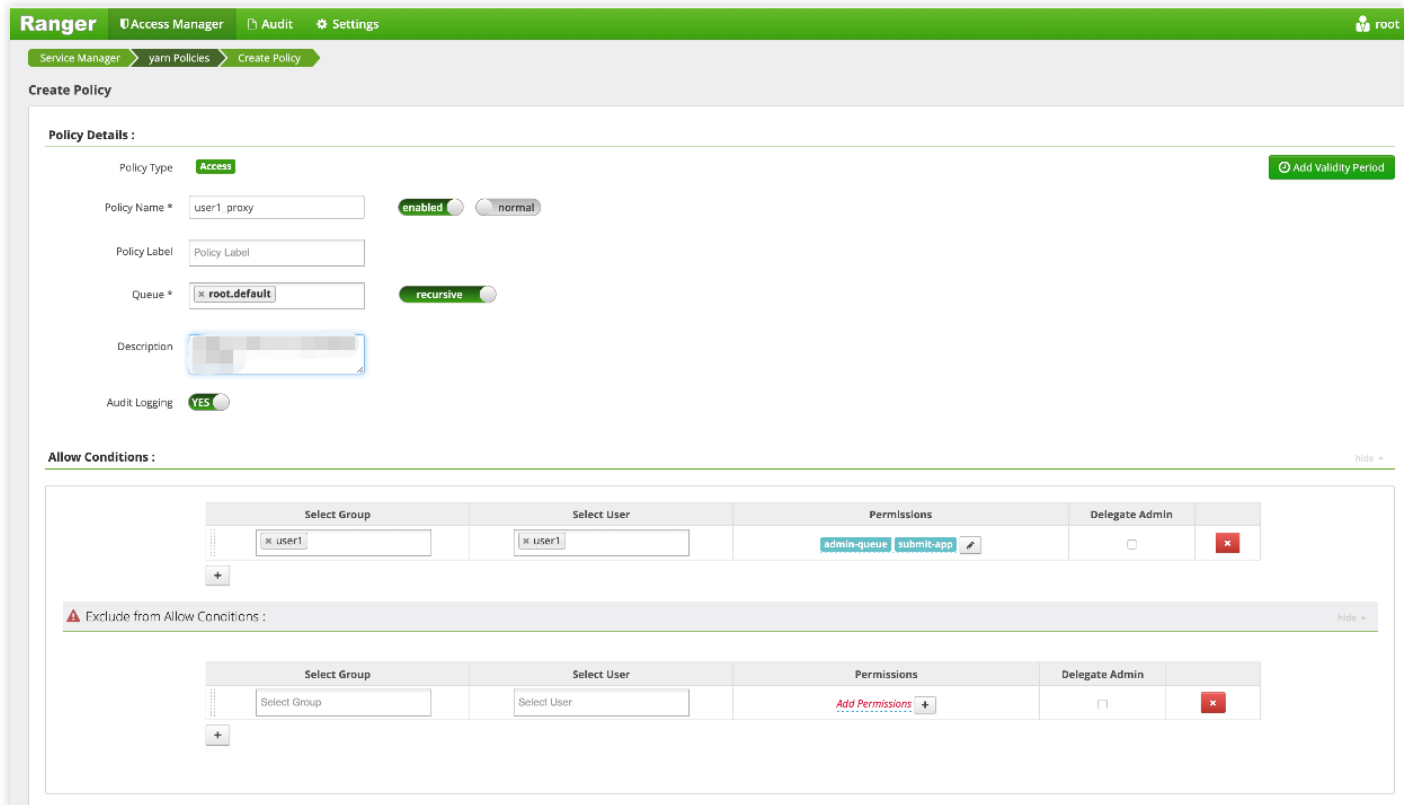 Ranger Access Manager Audit Settings root
Service Manager yarn Policies Create Policy
Create Policy
Policy Details :
Policy Type Access Add Validity Period
Policy Name * user1_proxy enabled normal
Policy Label Policy Label
Queue * × root.default recursive
Description
Audit Logging YES
Allow Conditions : hide
Select Group Select User Permissions Delegate Admin
× user1 × user1 admin-queue submit-app
+
Exclude from Allow Conditions : hide
Select Group Select User Permissions Delegate Admin
Select Group Select User Add Permissions +
+